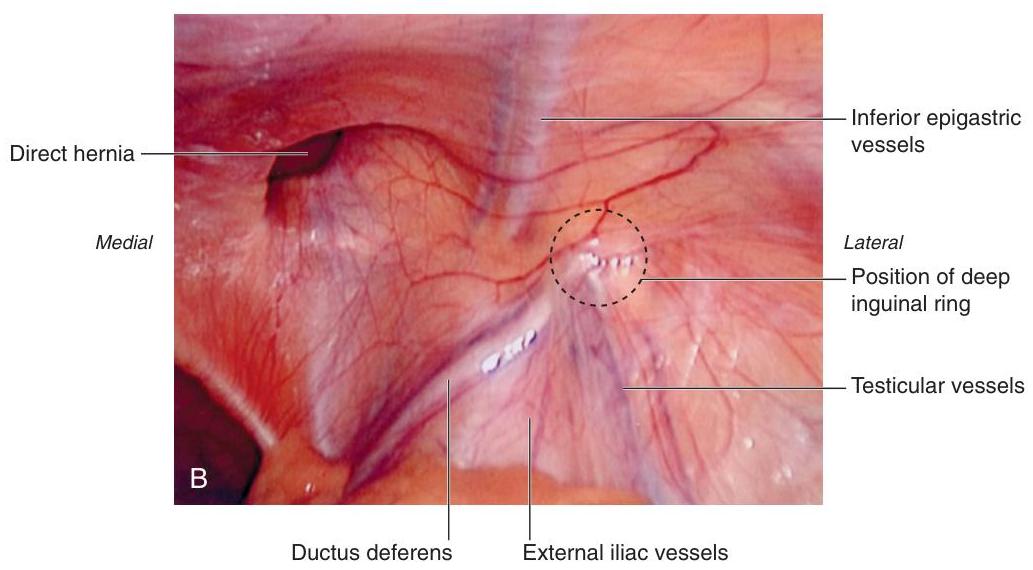 Inferior epigastric
vessels
Direct hernia
Medial
Lateral
Position of deep
inguinal ring
Testicular vessels
B
Ductus deferens
External iliac vessels